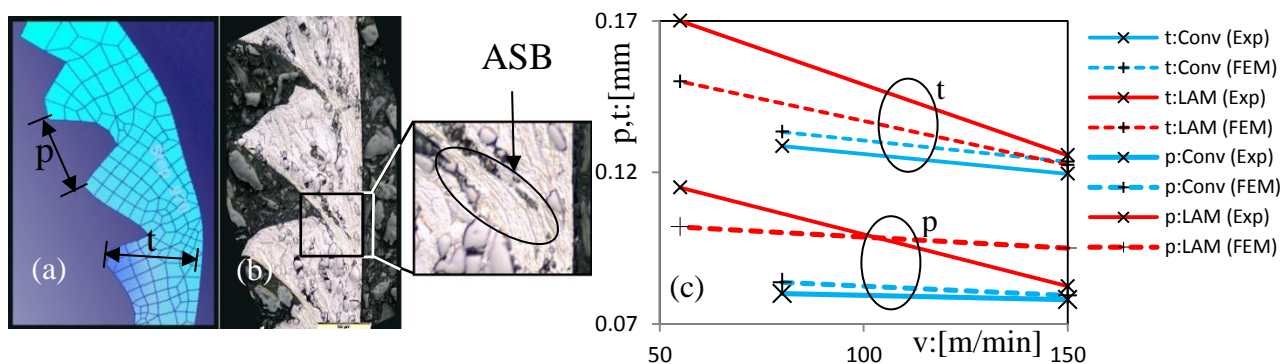 p
t
(a)
(b)
ASB
p,t:[mm
0.17
0.12
0.07
50
100
150
v:[m/min]
t
p
(c)
t:Conv (Exp)
t:Conv (FEM)
t:LAM (Exp)
t:LAM (FEM)
p:Conv (Exp)
p:Conv (FEM)
p:LAM (Exp)
p:LAM (FEM)